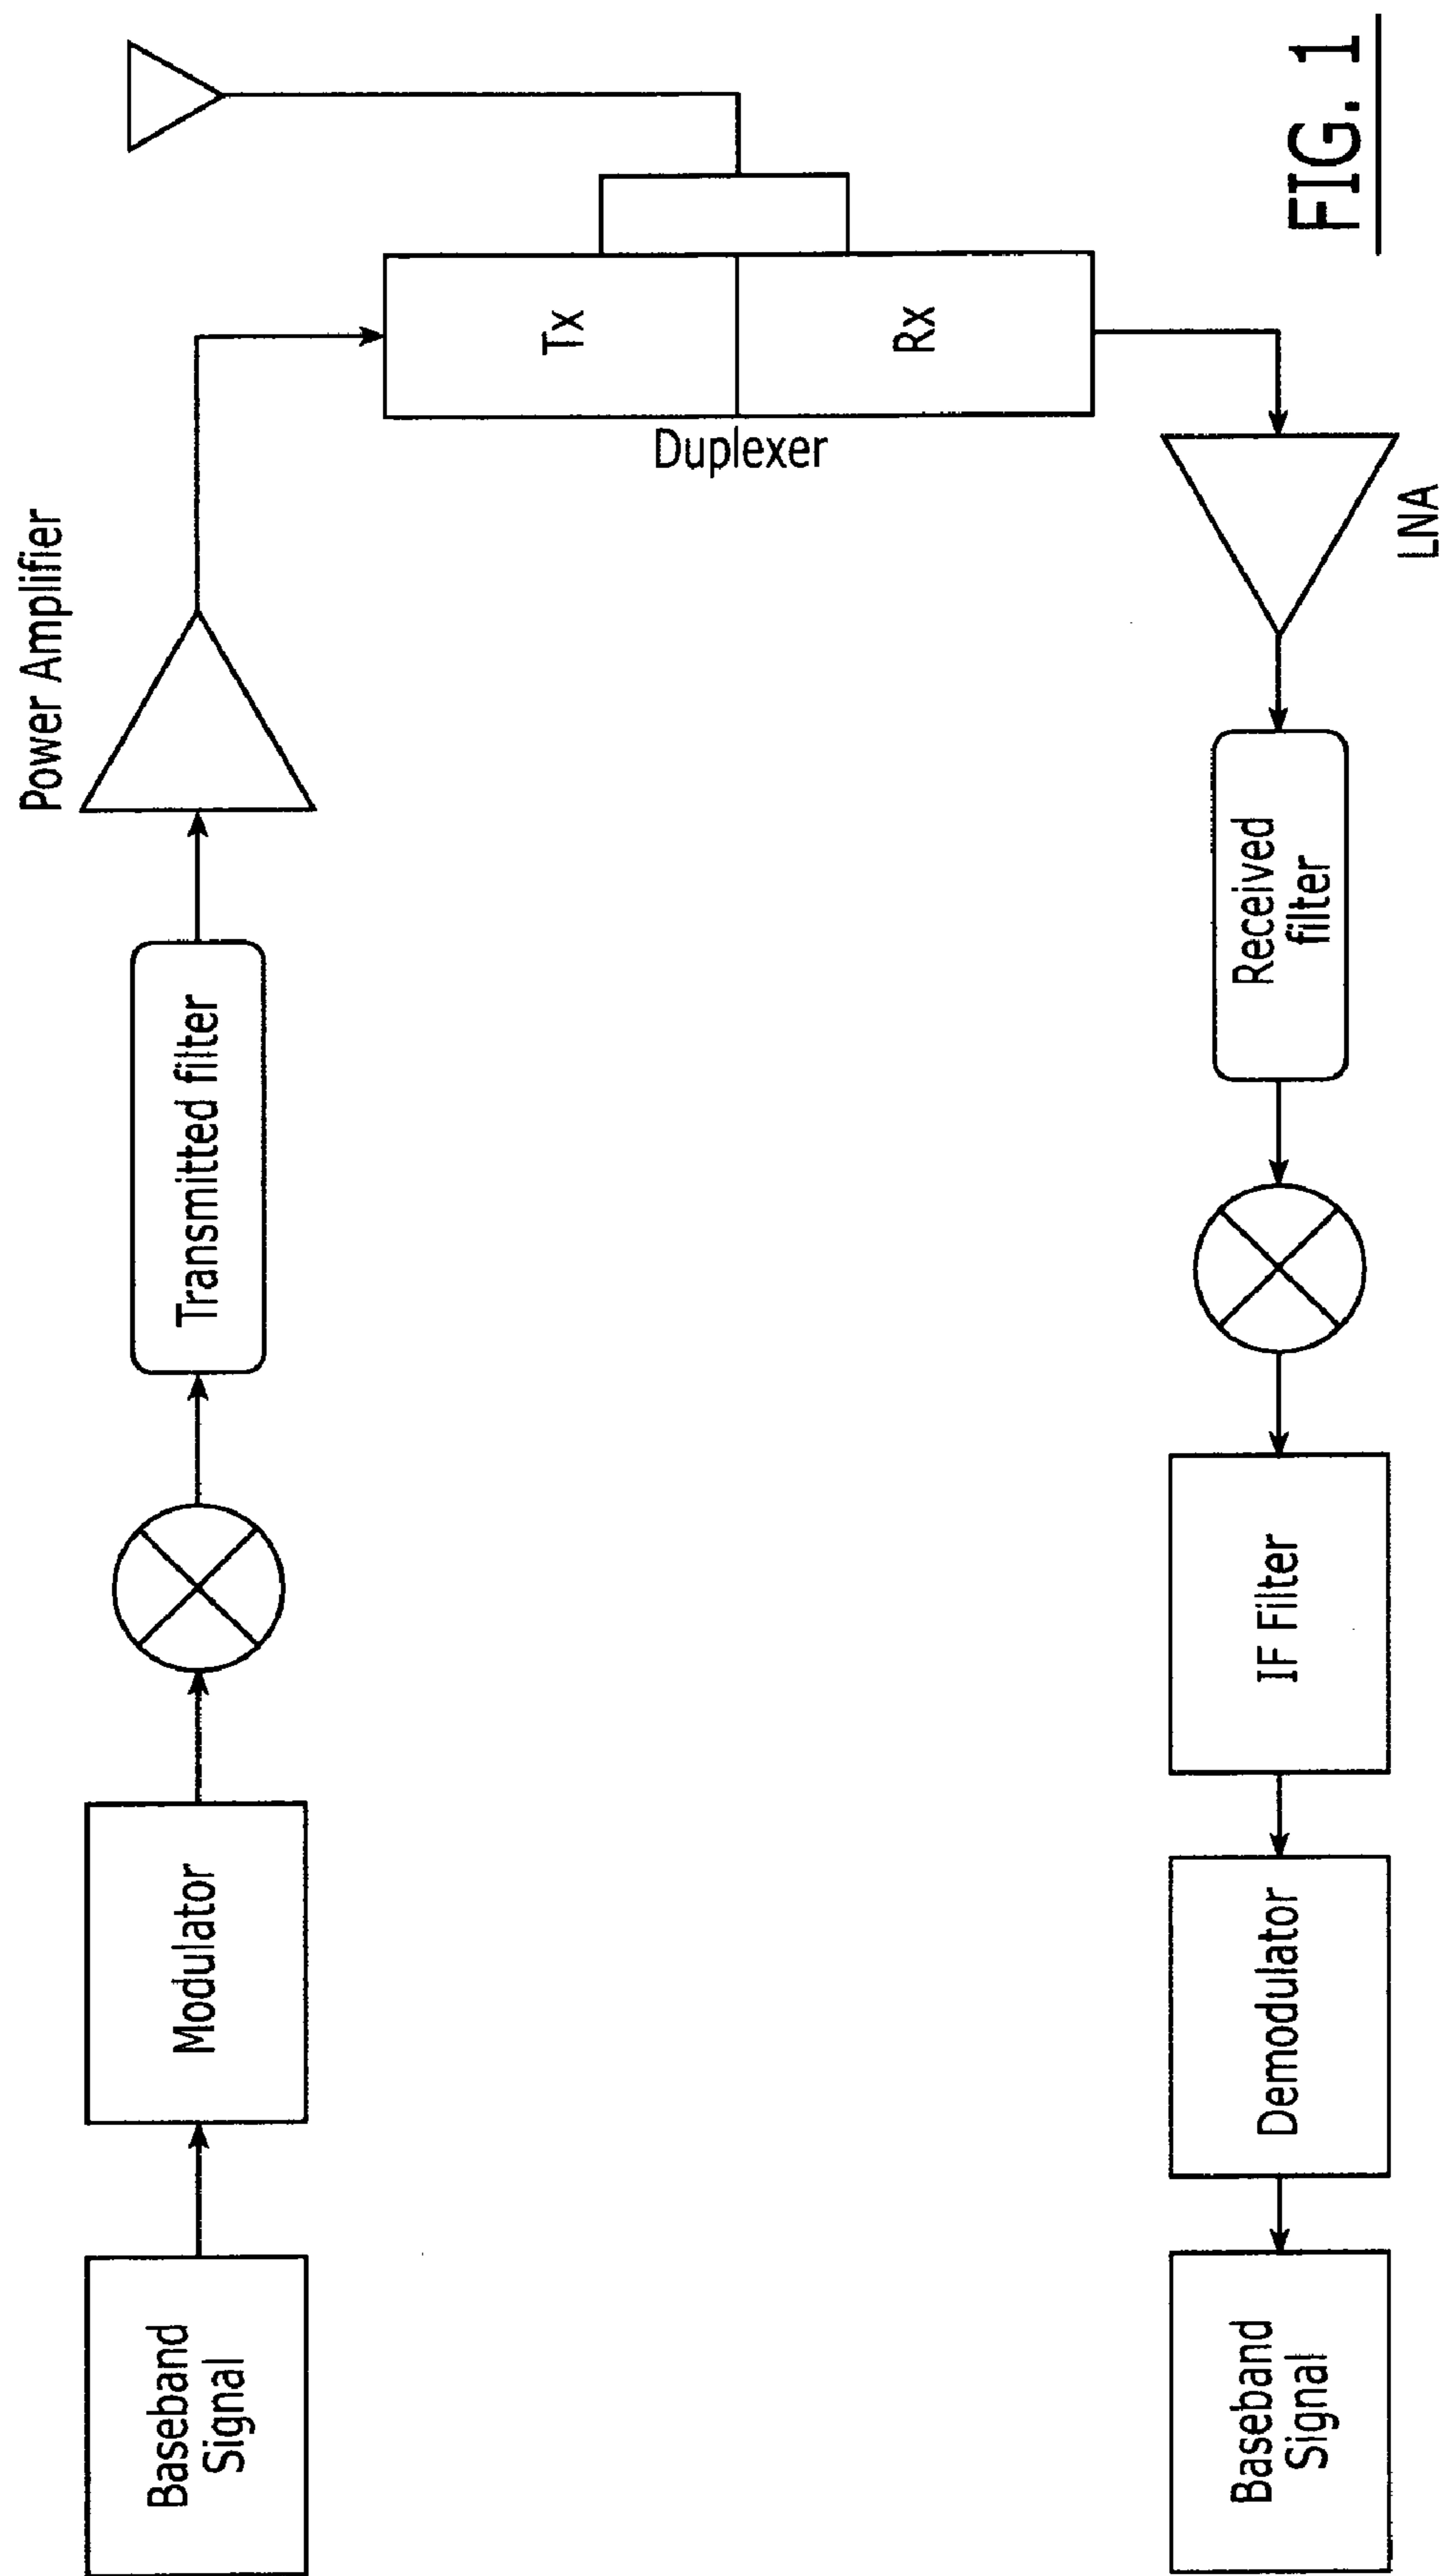 Baseband
Signal
Modulator
Transmitted filter
Power Amplifier
Tx
Rx
Duplexer
LNA
Received
filter
IF Filter
Demodulator
Baseband
Signal
FIG. 1